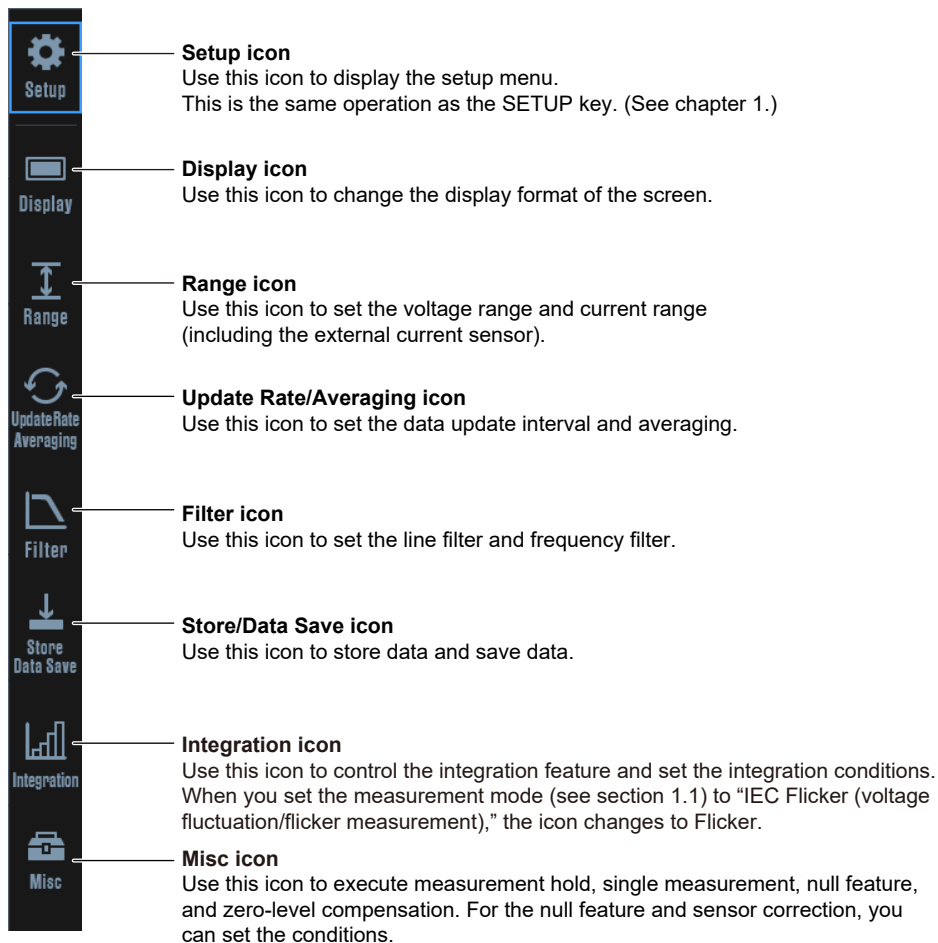 Setup
Setup icon
Use this icon to display the setup menu.
This is the same operation as the SETUP key. (See chapter 1.)
Display
Display icon
Use this icon to change the display format of the screen.
Range
Range icon
Use this icon to set the voltage range and current range
(including the external current sensor).
UpdateRate
Averaging
Update Rate/Averaging icon
Use this icon to set the data update interval and averaging.
Filter
Filter icon
Use this icon to set the line filter and frequency filter.
Store
Data Save
Store/Data Save icon
Use this icon to store data and save data.
Integration
Integration icon
Use this icon to control the integration feature and set the integration conditions.
When you set the measurement mode (see section 1.1) to “IEC Flicker (voltage
fluctuation/flicker measurement),” the icon changes to Flicker.
Misc
Misc icon
Use this icon to execute measurement hold, single measurement, null feature,
and zero-level compensation. For the null feature and sensor correction, you
can set the conditions.